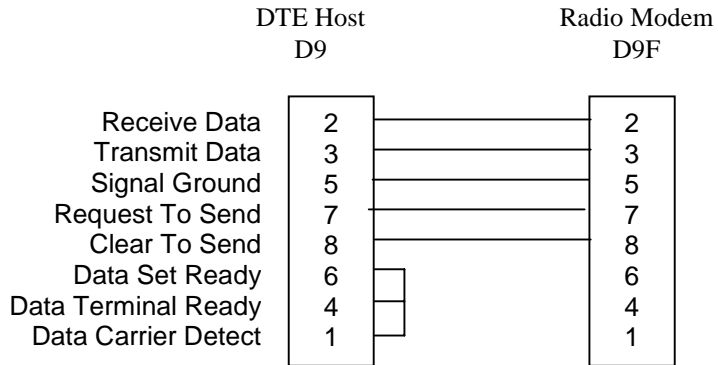 DTE Host Radio Modem
D9 D9F
Receive Data 2 2
Transmit Data 3 3
Signal Ground 5 5
Request To Send 7 7
Clear To Send 8 8
Data Set Ready 6 6
Data Terminal Ready 4 4
Data Carrier Detect 1 1